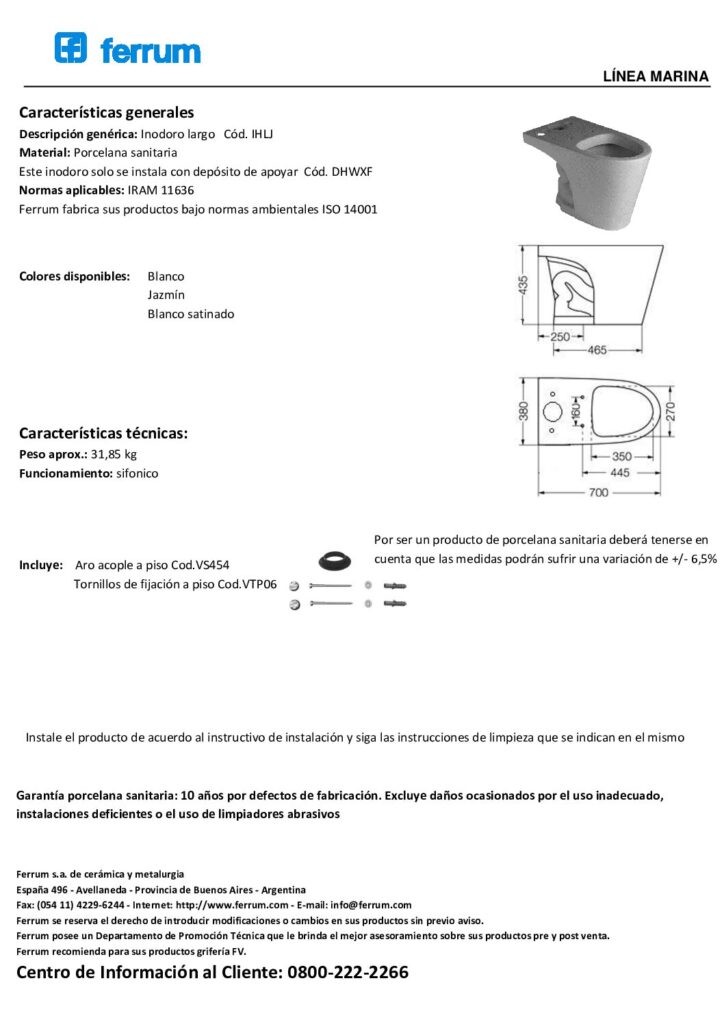 ferrum
LÍNEA MARINA
Características generales
Descripción genérica: Inodoro largo Cód. IHLJ
Material: Porcelana sanitaria
Este inodoro solo se instala con depósito de apoyar Cód. DHWXF
Normas aplicables: IRAM 11636
Ferrum fabrica sus productos bajo normas ambientales ISO 14001
Colores disponibles: Blanco
Jazmín
Blanco satinado
435
250
465
380
160
270
350
445
700
Características técnicas:
Peso aprox.: 31,85 kg
Funcionamiento: sifonico
Por ser un producto de porcelana sanitaria deberá tenerse en
cuenta que las medidas podrán sufrir una variación de +/- 6,5%
Incluye: Aro acople a piso Cod.VS454
Tornillos de fijación a piso Cod.VTP06
Instale el producto de acuerdo al instructivo de instalación y siga las instrucciones de limpieza que se indican en el mismo
Garantía porcelana sanitaria: 10 años por defectos de fabricación. Excluye daños ocasionados por el uso inadecuado,
instalaciones deficientes o el uso de limpiadores abrasivos
Ferrum s.a. de cerámica y metalurgia
España 496 - Avellaneda - Provincia de Buenos Aires - Argentina
Fax: (054 11) 4229-6244 - Internet: http://www.ferrum.com - E-mail: info@ferrum.com
Ferrum se reserva el derecho de introducir modificaciones o cambios en sus productos sin previo aviso.
Ferrum posee un Departamento de Promoción Técnica que le brinda el mejor asesoramiento sobre sus productos pre y post venta.
Ferrum recomienda para sus productos grifería FV.
Centro de Información al Cliente: 0800-222-2266